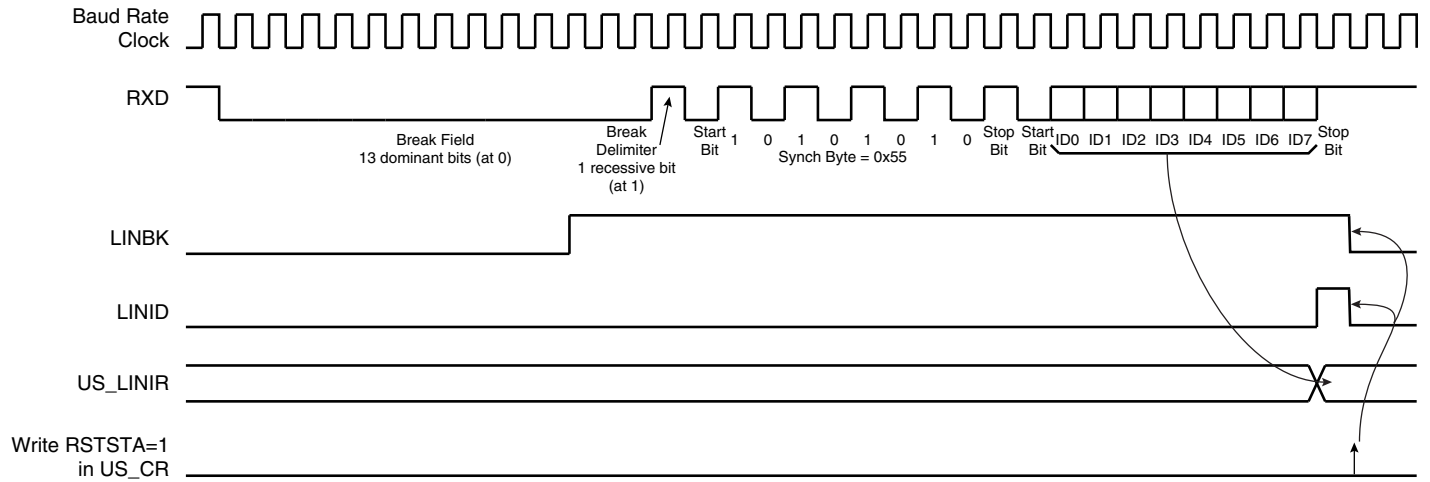 Baud Rate
Clock
RXD
Break Field
13 dominant bits (at 0)
Break
Delimiter
1 recessive bit
(at 1)
Start
Bit
1 0 1 0 1 0 1 0
Synch Byte = 0x55
Stop
Bit
Start
Bit
ID0 ID1 ID2 ID3 ID4 ID5 ID6 ID7
Stop
Bit
LINBK
LINID
US_LINIR
Write RSTSTA=1
in US_CR